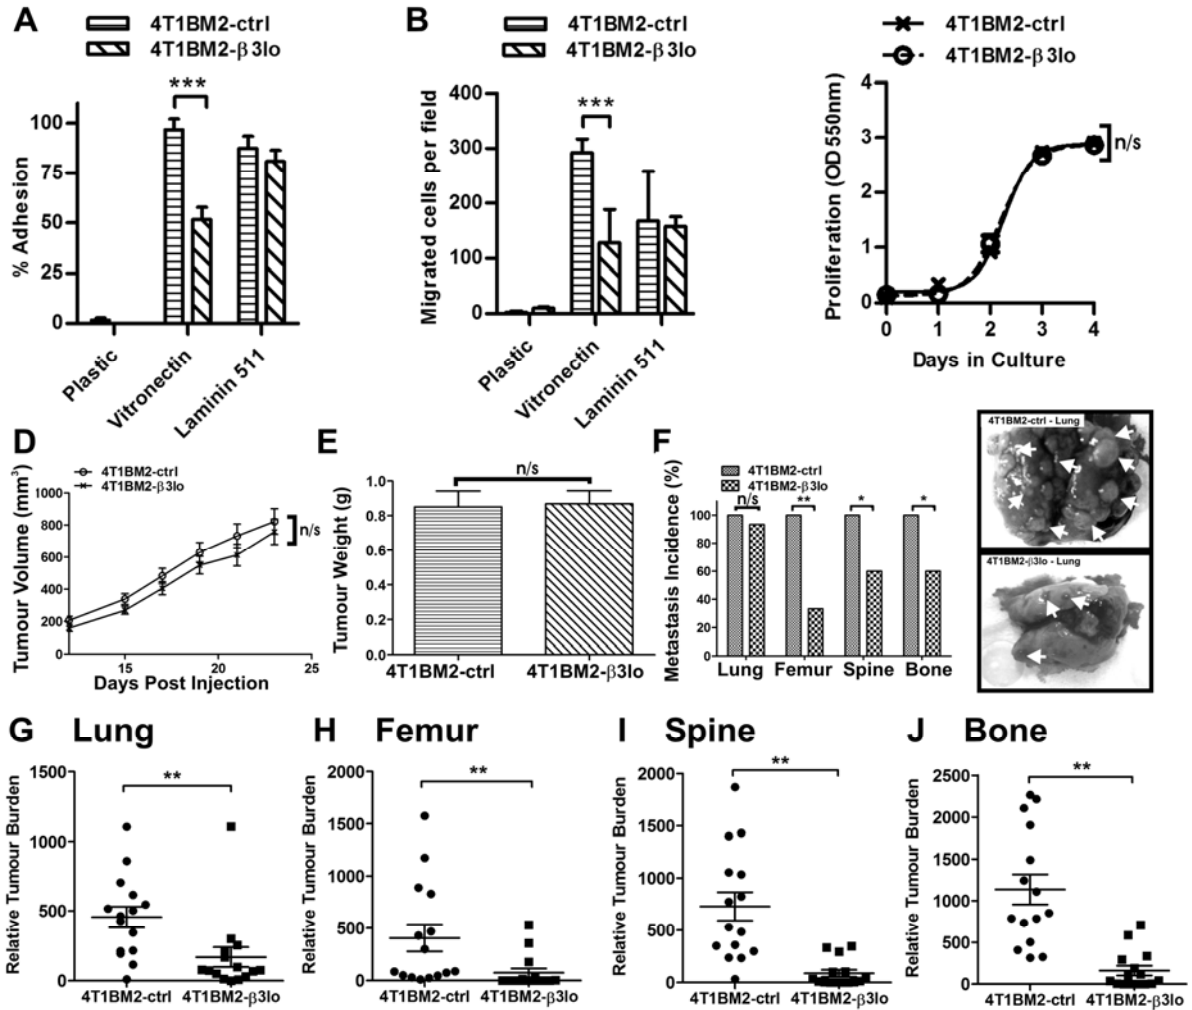 A
4T1BM2-ctrl
4T1BM2-β3lo
% Adhesion
100
75
50
25
0
***
Plastic
Vitronectin
Laminin 511
B
4T1BM2-ctrl
4T1BM2-β3lo
Migrated cells per field
400
300
200
100
0
***
Plastic
Vitronectin
Laminin 511
4T1BM2-ctrl
4T1BM2-β3lo
Proliferation (OD 550nm)
4
3
2
1
0
n/s
0 1 2 3 4
Days in Culture
D
4T1BM2-ctrl
4T1BM2-β3lo
Tumour Volume (mm³)
1000
800
600
400
200
0
n/s
15 20 25
Days Post Injection
E
Tumour Weight (g)
1.0
0.8
0.6
0.4
0.2
0.0
n/s
4T1BM2-ctrl 4T1BM2-β3lo
F
4T1BM2-ctrl
4T1BM2-β3lo
Metastasis Incidence (%)
100
80
60
40
20
0
n/s ** * *
Lung Femur Spine Bone
4T1BM2-ctrl - Lung
4T1BM2-β3lo - Lung
G Lung
Relative Tumour Burden
1500
1000
500
0
**
4T1BM2-ctrl 4T1BM2-β3lo
H Femur
Relative Tumour Burden
2000
1500
1000
500
0
**
4T1BM2-ctrl 4T1BM2-β3lo
I Spine
Relative Tumour Burden
2000
1500
1000
500
0
**
4T1BM2-ctrl 4T1BM2-β3lo
J Bone
Relative Tumour Burden
2500
2000
1500
1000
500
0
**
4T1BM2-ctrl 4T1BM2-β3lo